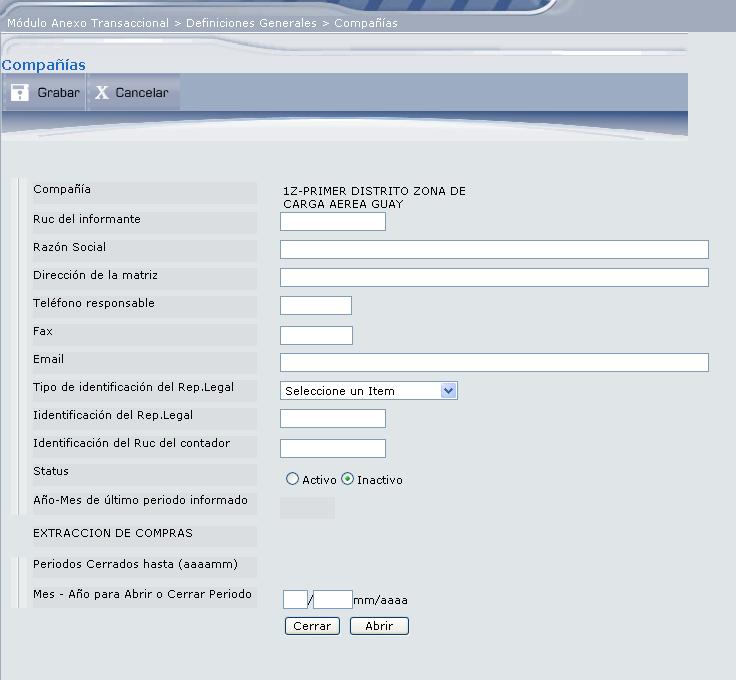 Módulo Anexo Transaccional > Definiciones Generales > Compañías
Compañías
Grabar
X Cancelar
Compañía
1Z-PRIMER DISTRITO ZONA DE
CARGA AEREA GUAY
Ruc del informante
Razón Social
Dirección de la matriz
Teléfono responsable
Fax
Email
Tipo de identificación del Rep.Legal
Seleccione un Item
Iidentificación del Rep.Legal
Identificación del Ruc del contador
Status
Activo
Inactivo
Año-Mes de último periodo informado
EXTRACCION DE COMPRAS
Periodos Cerrados hasta (aaaamm)
Mes - Año para Abrir o Cerrar Periodo
/ mm/aaaa
Cerrar
Abrir